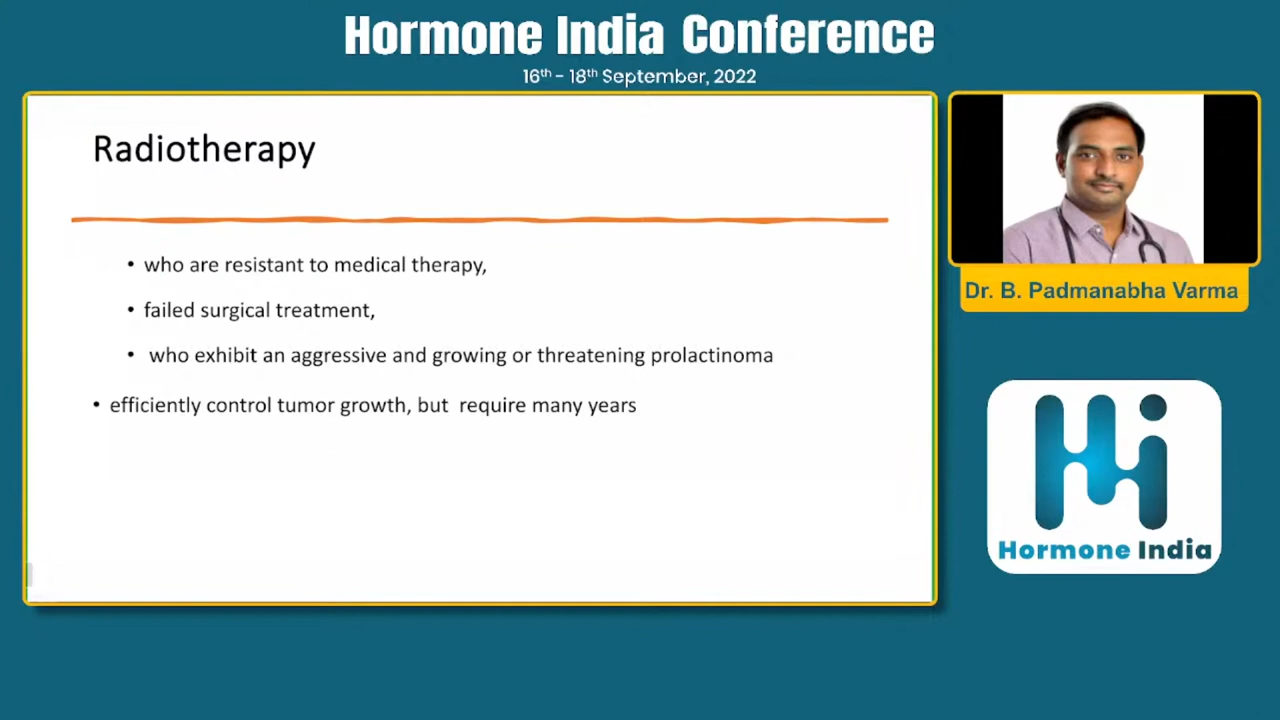 Hormone India Conference
16th - 18th September, 2022
Radiotherapy
• who are resistant to medical therapy,
• failed surgical treatment,
• who exhibit an aggressive and growing or threatening prolactinoma
• efficiently control tumor growth, but require many years
Dr. B. Padmanabha Varma
Hi
Hormone India